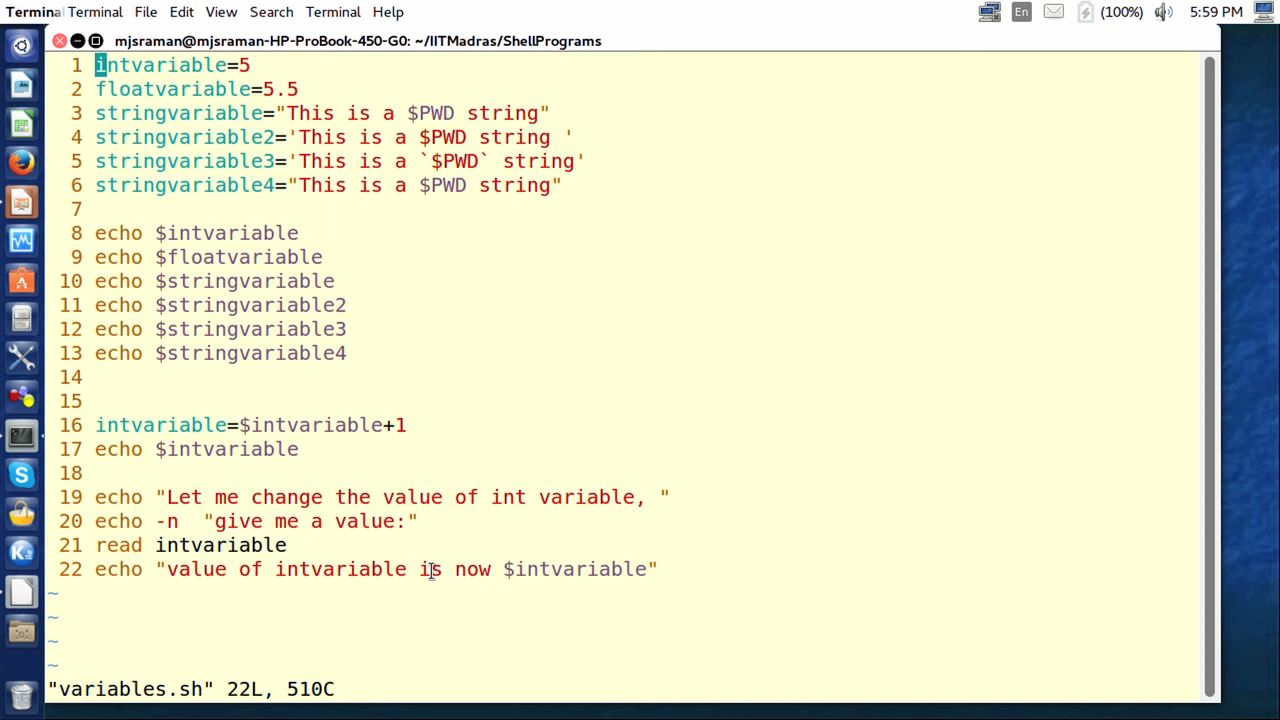 Terminal Terminal File Edit View Search Terminal Help En (100%) 5:59 PM
mjsraman@mjsraman-HP-ProBook-450-G0: ~/IITMadras/ShellPrograms
1 intvariable=5
2 floatvariable=5.5
3 stringvariable="This is a $PWD string"
4 stringvariable2='This is a $PWD string '
5 stringvariable3='This is a `$PWD` string'
6 stringvariable4="This is a $PWD string"
7
8 echo $intvariable
9 echo $floatvariable
10 echo $stringvariable
11 echo $stringvariable2
12 echo $stringvariable3
13 echo $stringvariable4
14
15
16 intvariable=$intvariable+1
17 echo $intvariable
18
19 echo "Let me change the value of int variable, "
20 echo -n  "give me a value:"
21 read intvariable
22 echo "value of intvariable is now $intvariable"
~
~
~
~
"variables.sh" 22L, 510C